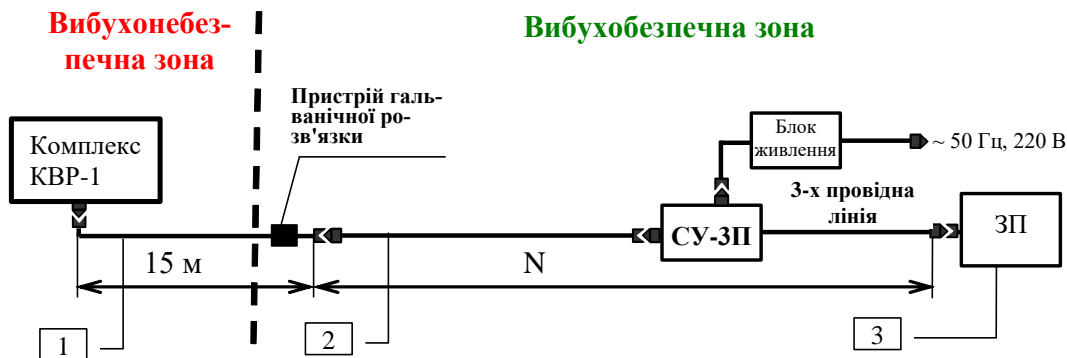 Вибухонебез-
печна зона
Вибухобезпечна зона
Пристрій галь-
ванічної ро-
зв'язки
Комплекс
КВР-1
Блок
живлення
~ 50 Гц, 220 В
3-х провідна
лінія
СУ-ЗП
ЗП
15 м
N
1
2
3